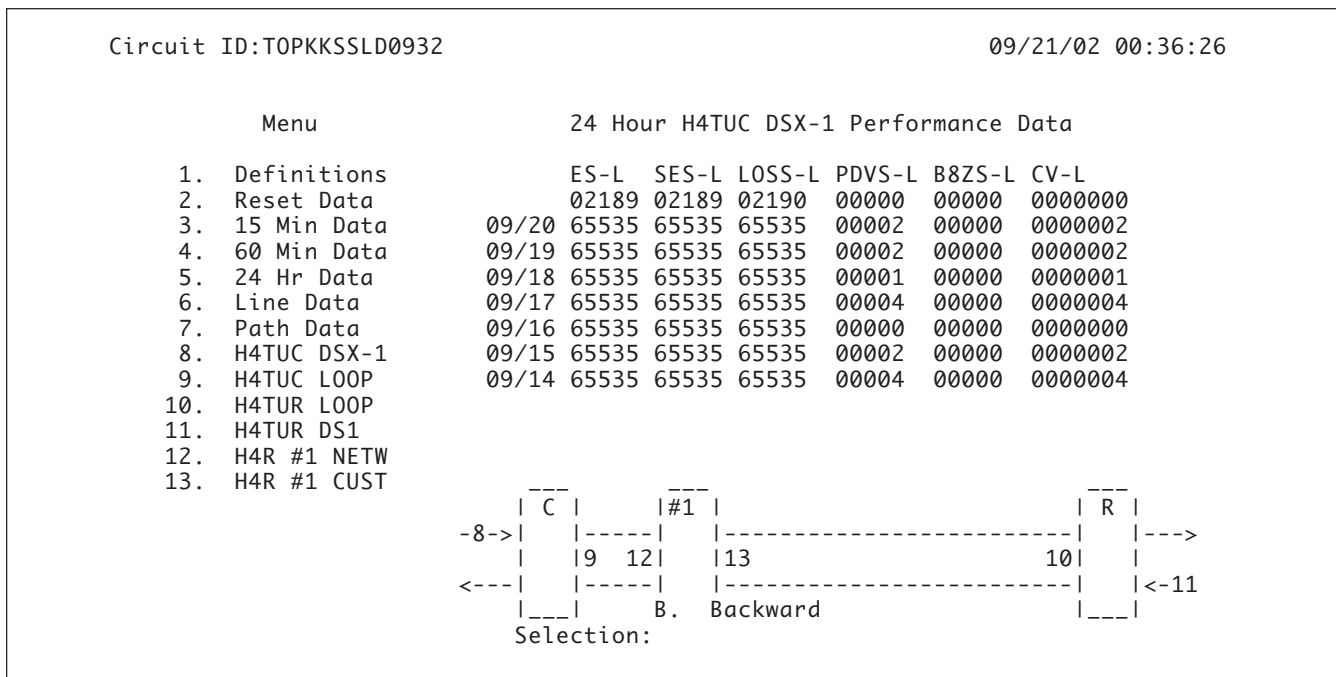 Circuit ID:TOPKKSSLD0932                                       09/21/02 00:36:26
Menu                  24 Hour H4TUC DSX-1 Performance Data
1.  Definitions             ES-L  SES-L LOSS-L PDVS-L B8ZS-L CV-L
2.  Reset Data              02189 02189 02190  00000  00000  0000000
3.  15 Min Data       09/20 65535 65535 65535  00002  00000  0000002
4.  60 Min Data       09/19 65535 65535 65535  00002  00000  0000002
5.  24 Hr Data        09/18 65535 65535 65535  00001  00000  0000001
6.  Line Data         09/17 65535 65535 65535  00004  00000  0000004
7.  Path Data         09/16 65535 65535 65535  00000  00000  0000000
8.  H4TUC DSX-1       09/15 65535 65535 65535  00002  00000  0000002
9.  H4TUC LOOP        09/14 65535 65535 65535  00004  00000  0000004
10.  H4TUR LOOP
11.  H4TUR DS1
12.  H4R #1 NETW
13.  H4R #1 CUST          ___       ___                           ___
| C |     |#1 |                         | R |
-8->|   |-----|   |-------------------------|   |--->
|   |9  12|   |13                     10|   |
<---|   |-----|   |-------------------------|   |<-11
|___|     B.  Backward                  |___|
Selection: